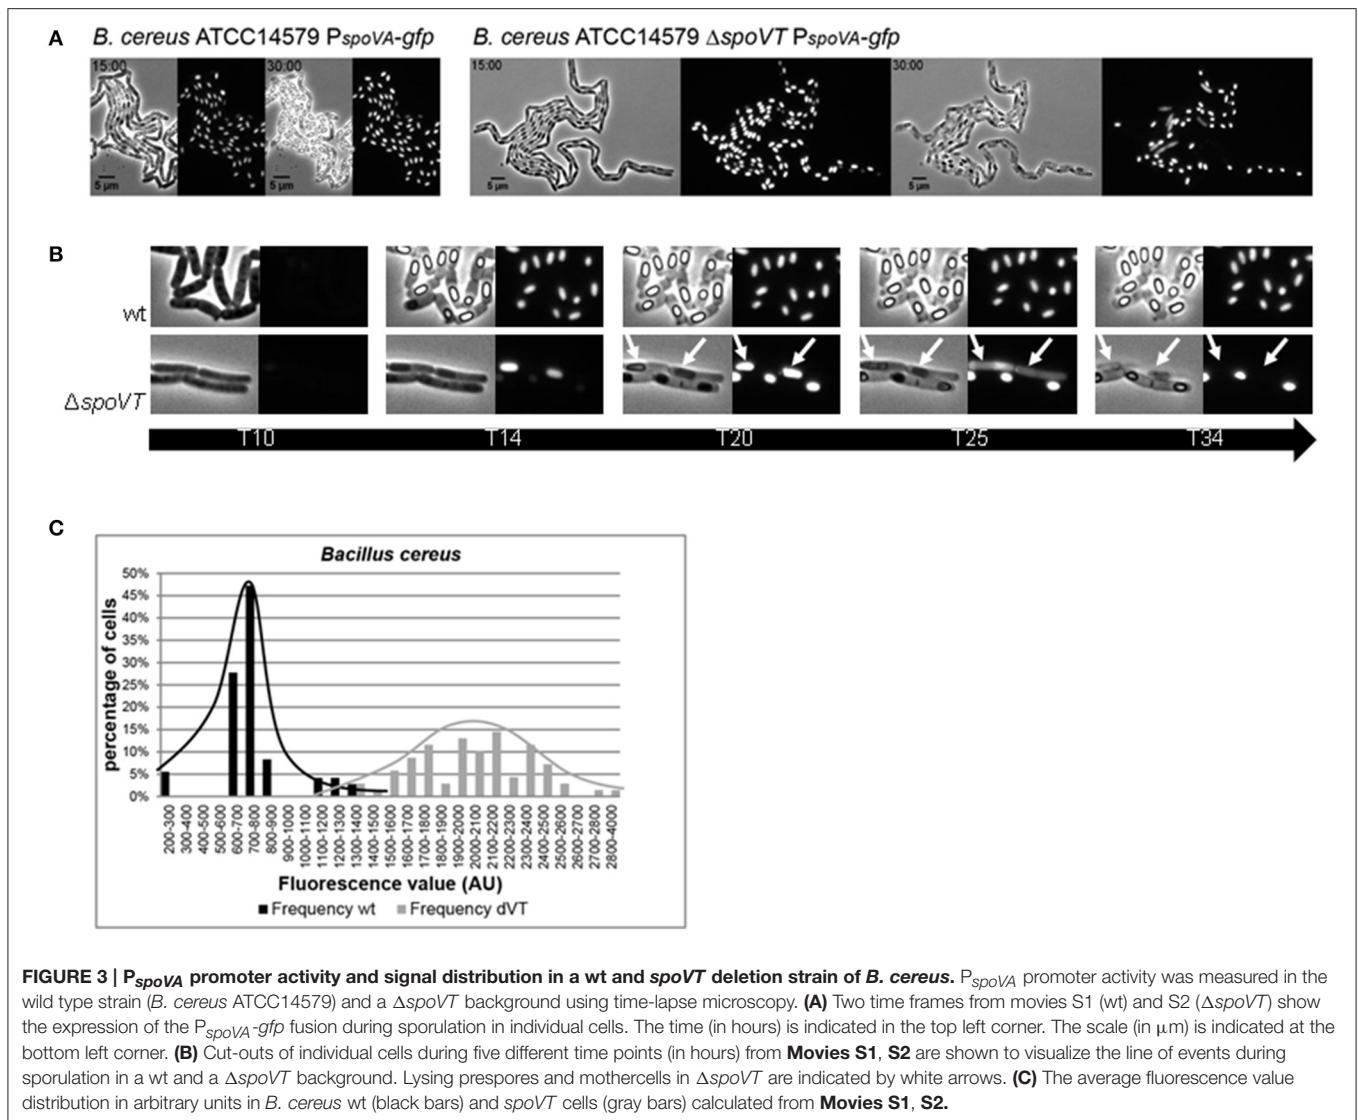 A
B. cereus ATCC14579 PspoVA-gfp
B. cereus ATCC14579 ΔspoVT PspoVA-gfp
15:00
30:00
15:00
30:00
5 μm
5 μm
5 μm
5 μm
B
wt
ΔspoVT
T10
T14
T20
T25
T34
C
Bacillus cereus
percentage of cells
50%
45%
40%
35%
30%
25%
20%
15%
10%
5%
0%
200-300
300-400
400-500
500-600
600-700
700-800
800-900
900-1000
1000-1100
1100-1200
1200-1300
1300-1400
1400-1500
1500-1600
1600-1700
1700-1800
1800-1900
1900-2000
2000-2100
2100-2200
2200-2300
2300-2400
2400-2500
2500-2600
2600-2700
2700-2800
2800-4000
Fluorescence value (AU)
Frequency wt
Frequency dVT
FIGURE 3 | PspoVA promoter activity and signal distribution in a wt and spoVT deletion strain of B. cereus. PspoVA promoter activity was measured in the
wild type strain (B. cereus ATCC14579) and a ΔspoVT background using time-lapse microscopy. (A) Two time frames from movies S1 (wt) and S2 (ΔspoVT) show
the expression of the PspoVA-gfp fusion during sporulation in individual cells. The time (in hours) is indicated in the top left corner. The scale (in μm) is indicated at the
bottom left corner. (B) Cut-outs of individual cells during five different time points (in hours) from Movies S1, S2 are shown to visualize the line of events during
sporulation in a wt and a ΔspoVT background. Lysing prespores and mothercells in ΔspoVT are indicated by white arrows. (C) The average fluorescence value
distribution in arbitrary units in B. cereus wt (black bars) and spoVT cells (gray bars) calculated from Movies S1, S2.